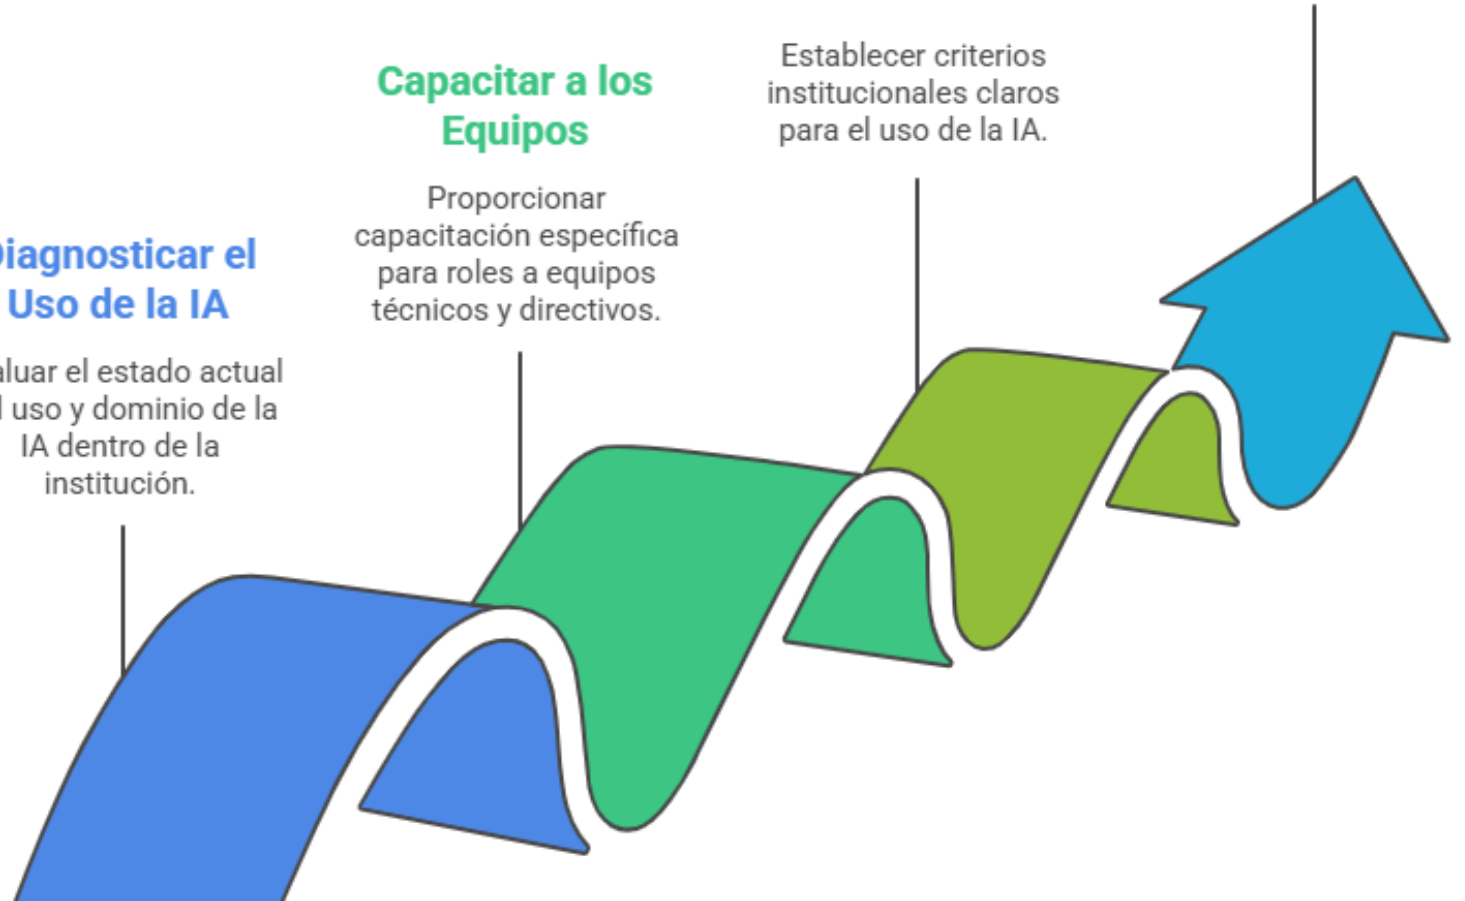 Establecer criterios
institucionales claros
para el uso de la IA.
Capacitar a los
Equipos
Proporcionar
capacitación específica
para roles a equipos
técnicos y directivos.
iagnosticar el
Uso de la IA
aluar el estado actual
l uso y dominio de la
IA dentro de la
institución.